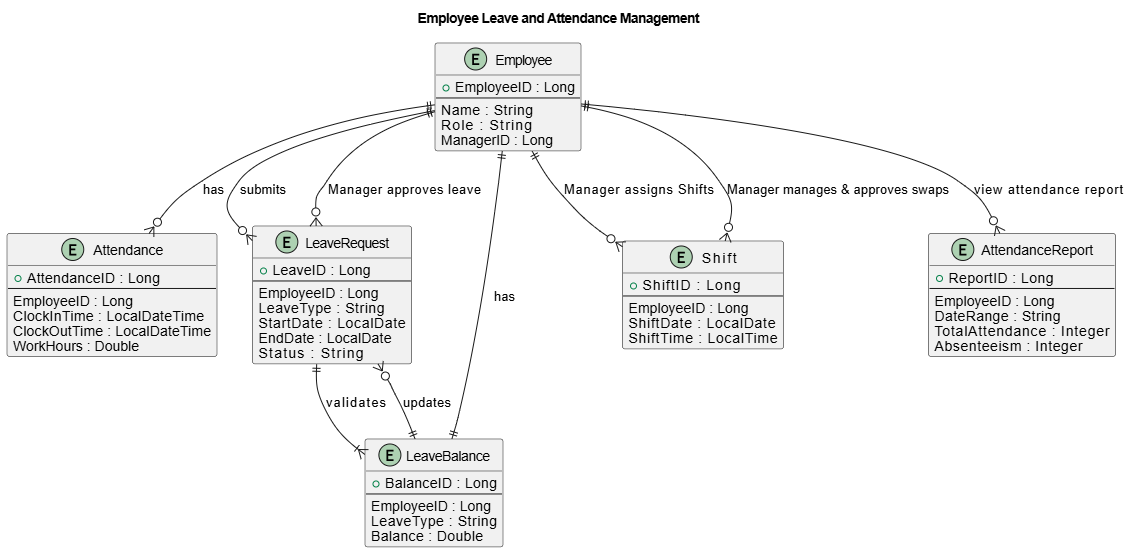 Employee Leave and Attendance Management
E Employee
EmployeeID : Long
Name : String
Role : String
ManagerID : Long
has
submits
Manager approves leave
Manager assigns Shifts
Manager manages & approves swaps
view attendance report
E Attendance
AttendanceID : Long
EmployeeID : Long
ClockInTime : LocalDateTime
ClockOutTime : LocalDateTime
WorkHours : Double
E LeaveRequest
LeaveID : Long
EmployeeID : Long
LeaveType : String
StartDate : LocalDate
EndDate : LocalDate
Status : String
has
E Shift
ShiftID : Long
EmployeeID : Long
ShiftDate : LocalDate
ShiftTime : LocalTime
E AttendanceReport
ReportID : Long
EmployeeID : Long
DateRange : String
TotalAttendance : Integer
Absenteeism : Integer
validates
updates
E LeaveBalance
BalanceID : Long
EmployeeID : Long
LeaveType : String
Balance : Double